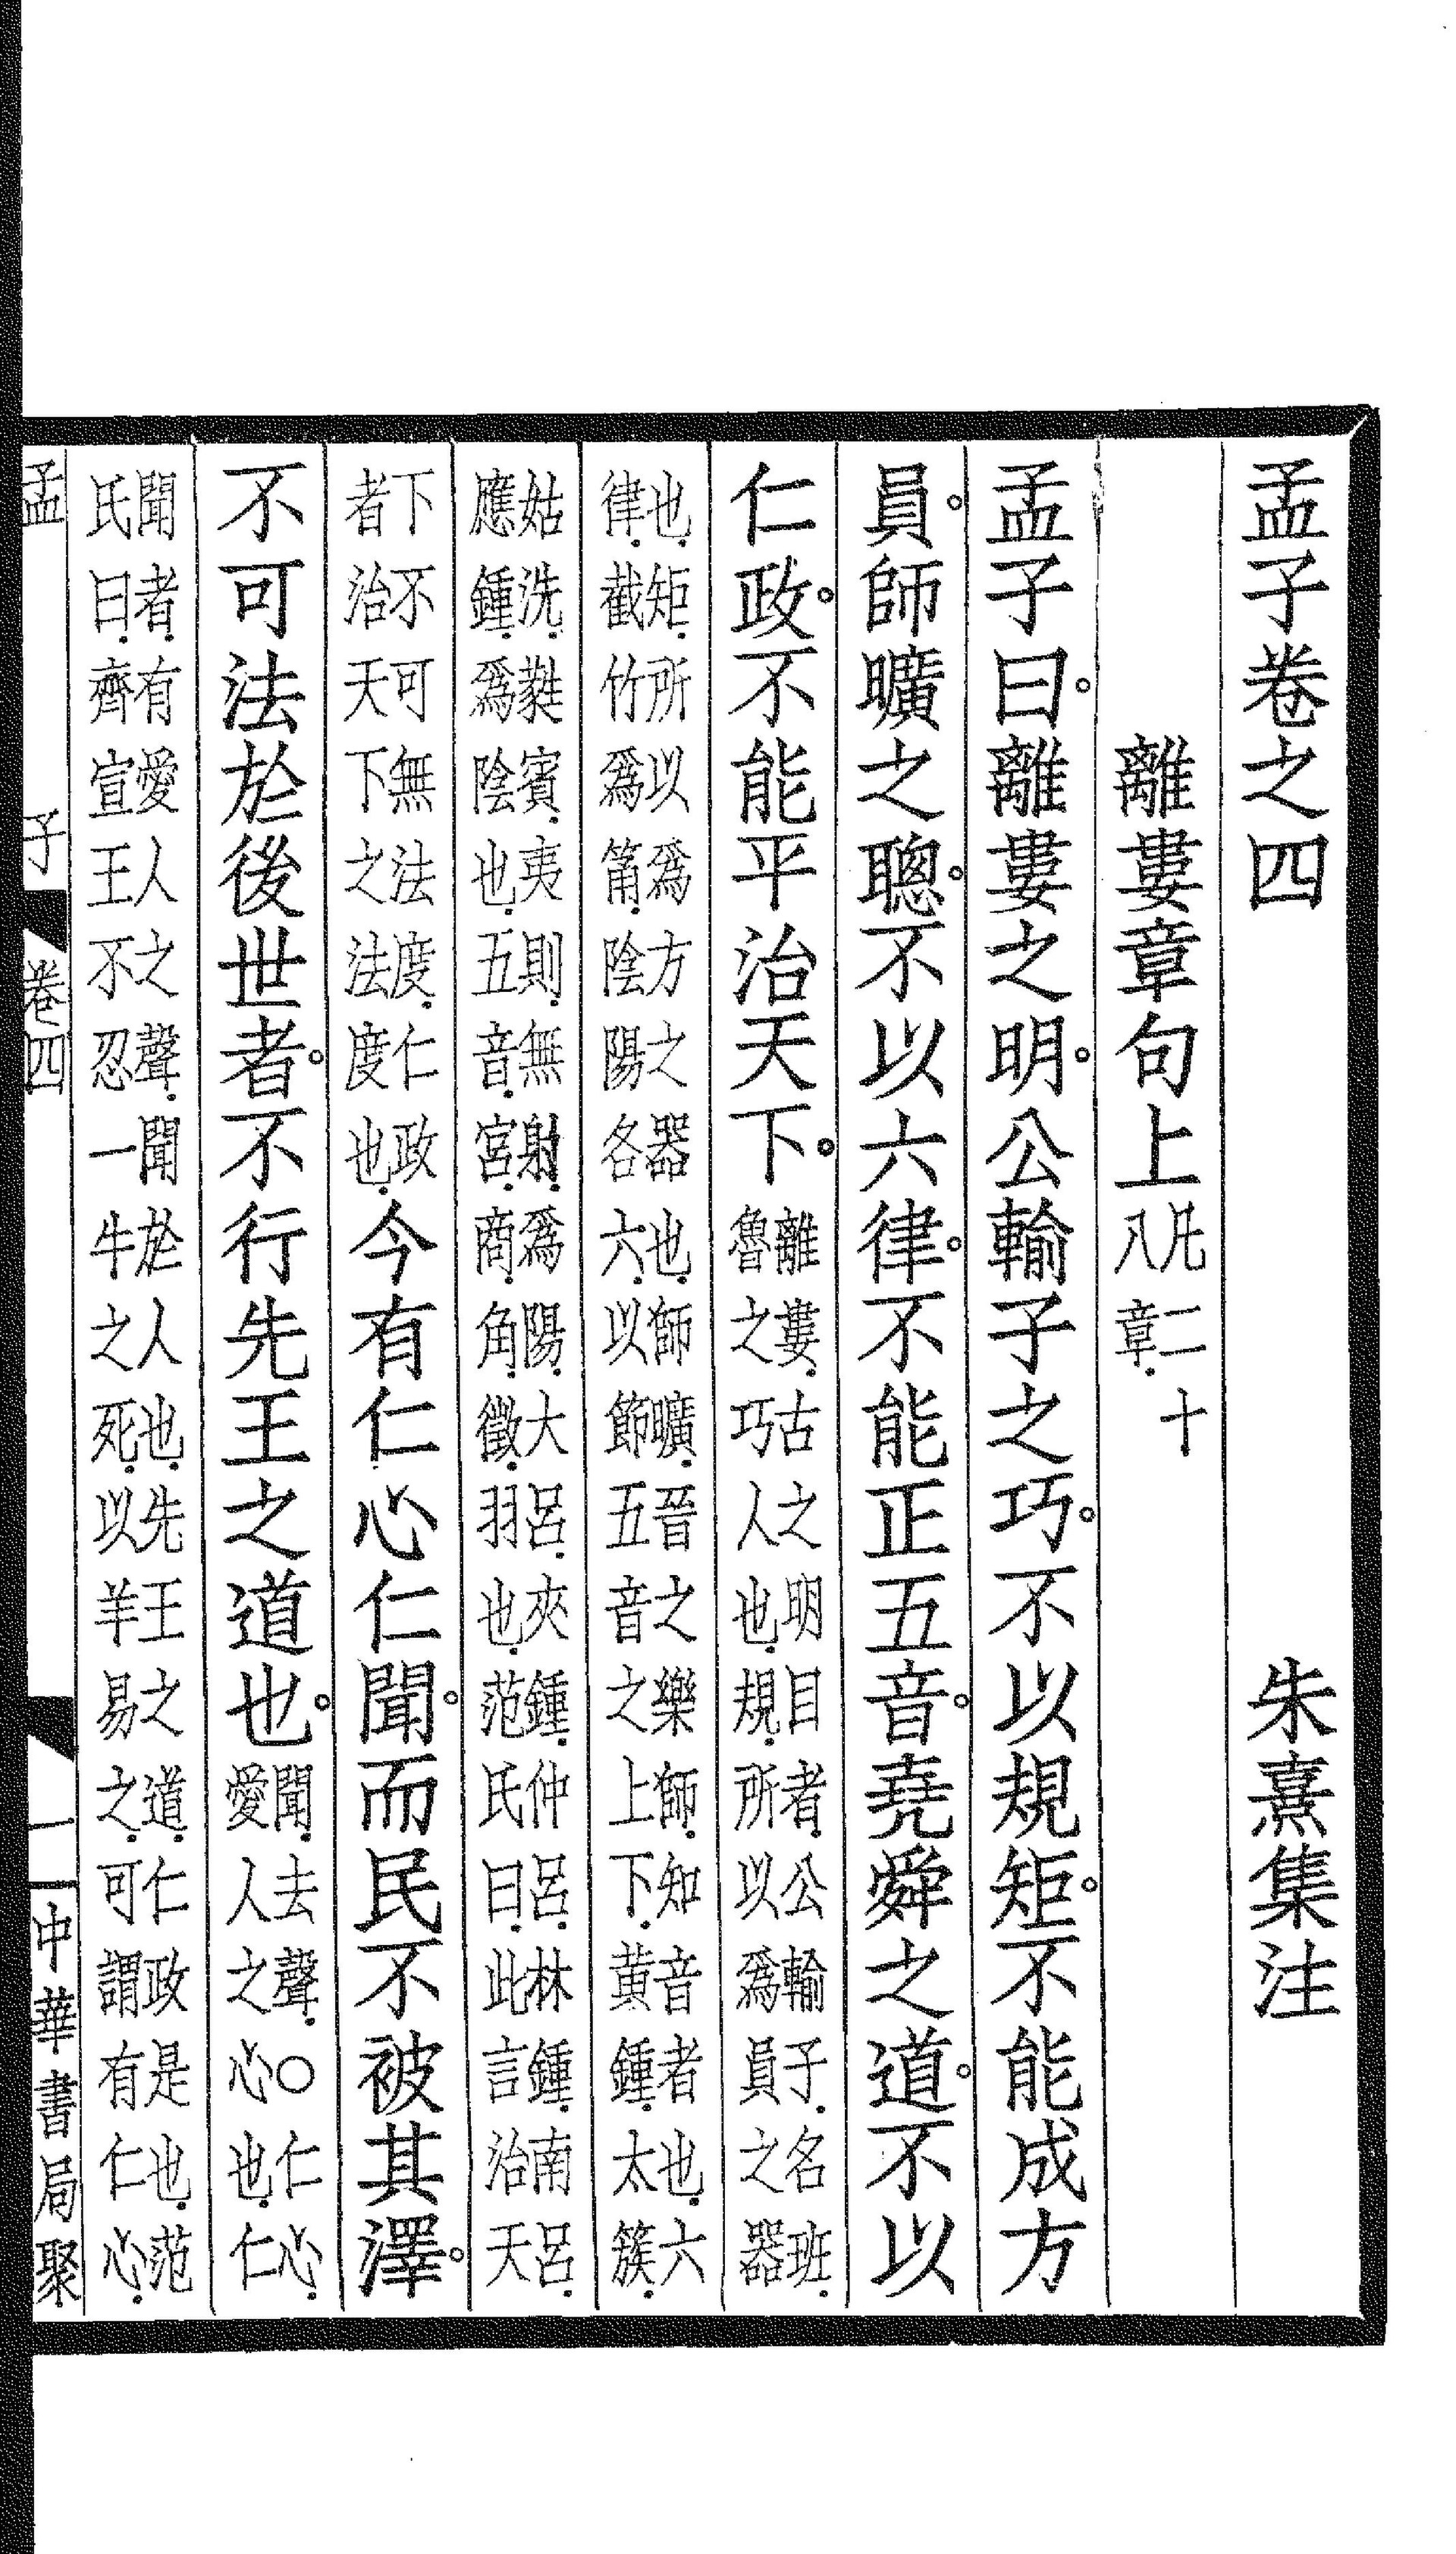 孟子卷之四　朱熹集注
離婁章句上
凡二十
八章.
孟子曰。離婁之明。公輸子之巧。不以規矩。不能成方
員。師曠之聰。不以六律。不能正五音。堯舜之道。不以
仁政。不能平治天下。
離婁.古之明目者.公輸子.名班.
魯之巧人也.規.所以爲員之器
也.矩.所以爲方之器也.師曠.晉之樂師.知音者也.六
律.截竹爲筩.陰陽各六.以節五音之上下.黃鍾.太簇.
姑洗.蕤賓.夷則.無射.爲陽.大呂.夾鍾.仲呂.林鍾.南呂.
應鍾.爲陰也.五音.宮.商.角.徵.羽也.范氏曰.此言治天
下不可無法度.仁政
者治天下之法度也.
今有仁心仁聞。而民不被其澤。
不可法於後世者。不行先王之道也。
聞.去聲.○仁心.
愛人之心也.仁
聞者.有愛人之聲.聞於人也.先王之道.仁政是也.范
氏曰.齊宣王不忍一牛之死.以羊易之.可謂有仁心.
孟子　卷四　一　中華書局聚